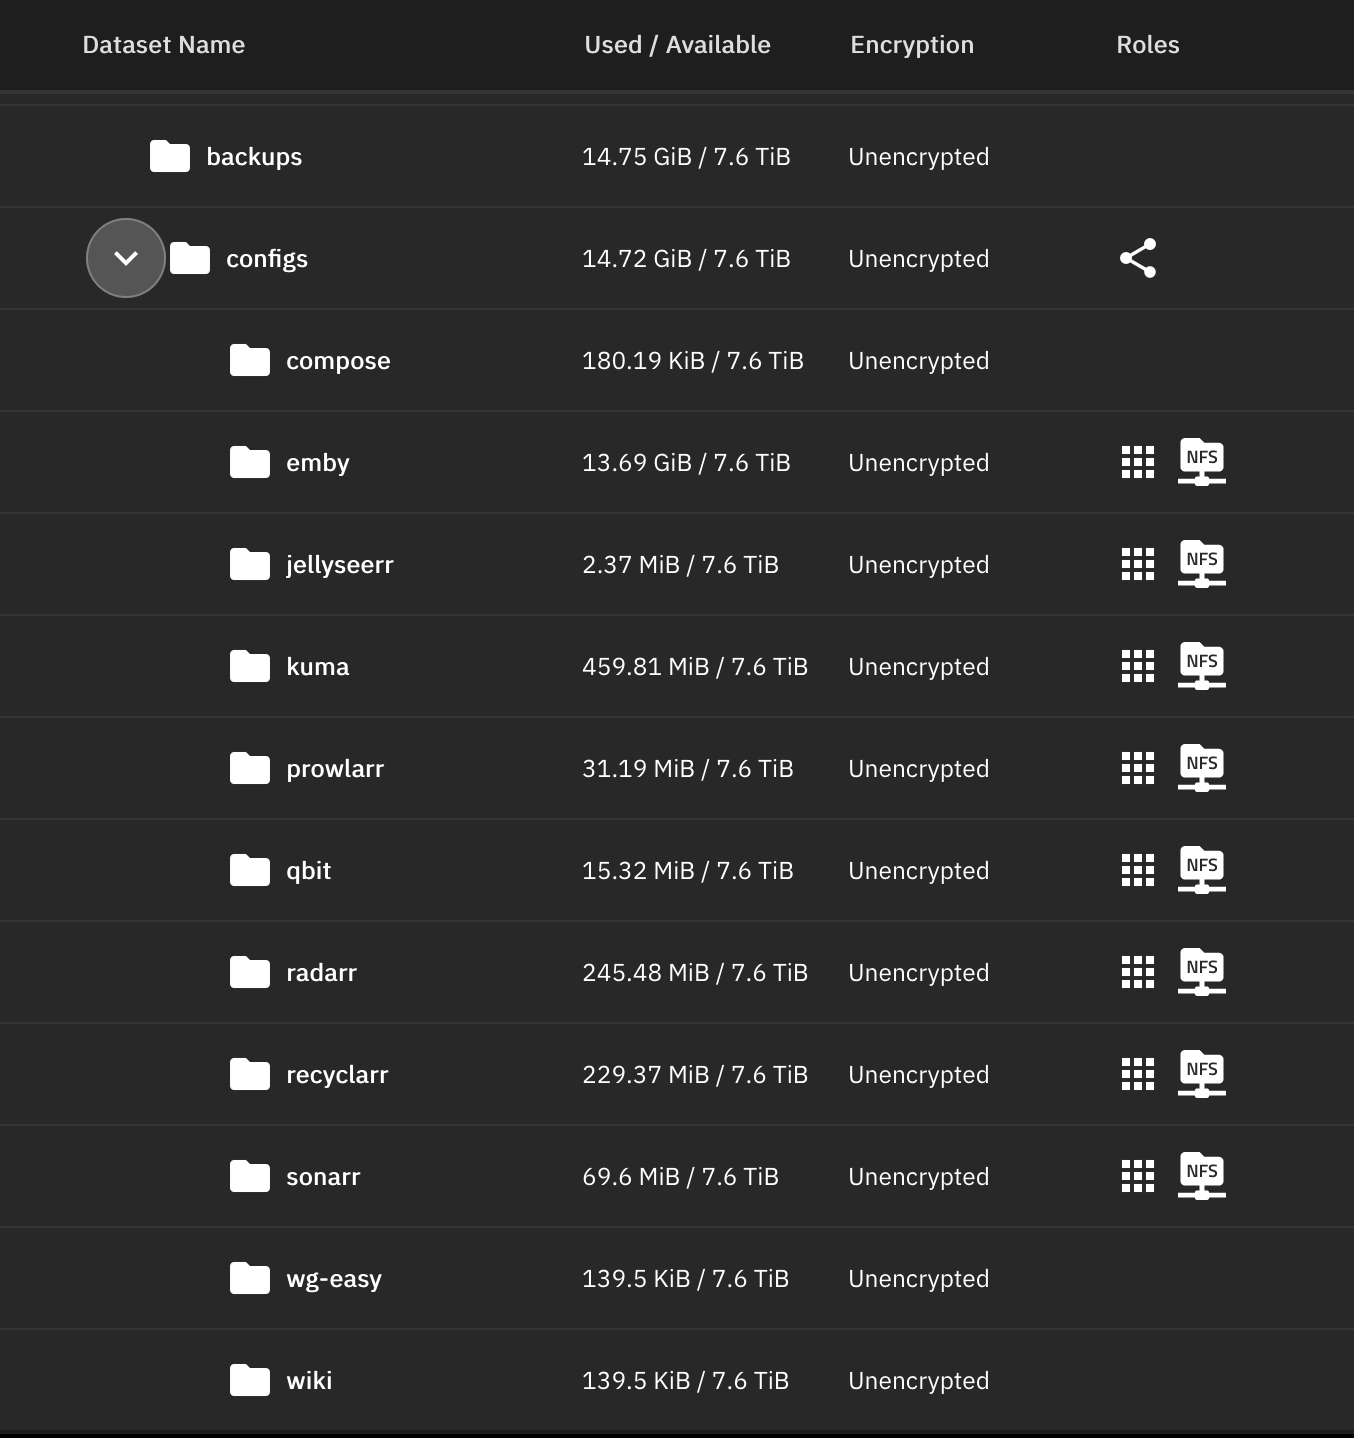 Dataset Name Used / Available Encryption Roles
backups 14.75 GiB / 7.6 TiB Unencrypted
configs 14.72 GiB / 7.6 TiB Unencrypted
compose 180.19 KiB / 7.6 TiB Unencrypted
emby 13.69 GiB / 7.6 TiB Unencrypted NFS
jellyseerr 2.37 MiB / 7.6 TiB Unencrypted NFS
kuma 459.81 MiB / 7.6 TiB Unencrypted NFS
prowlarr 31.19 MiB / 7.6 TiB Unencrypted NFS
qbit 15.32 MiB / 7.6 TiB Unencrypted NFS
radarr 245.48 MiB / 7.6 TiB Unencrypted NFS
recyclarr 229.37 MiB / 7.6 TiB Unencrypted NFS
sonarr 69.6 MiB / 7.6 TiB Unencrypted NFS
wg-easy 139.5 KiB / 7.6 TiB Unencrypted
wiki 139.5 KiB / 7.6 TiB Unencrypted